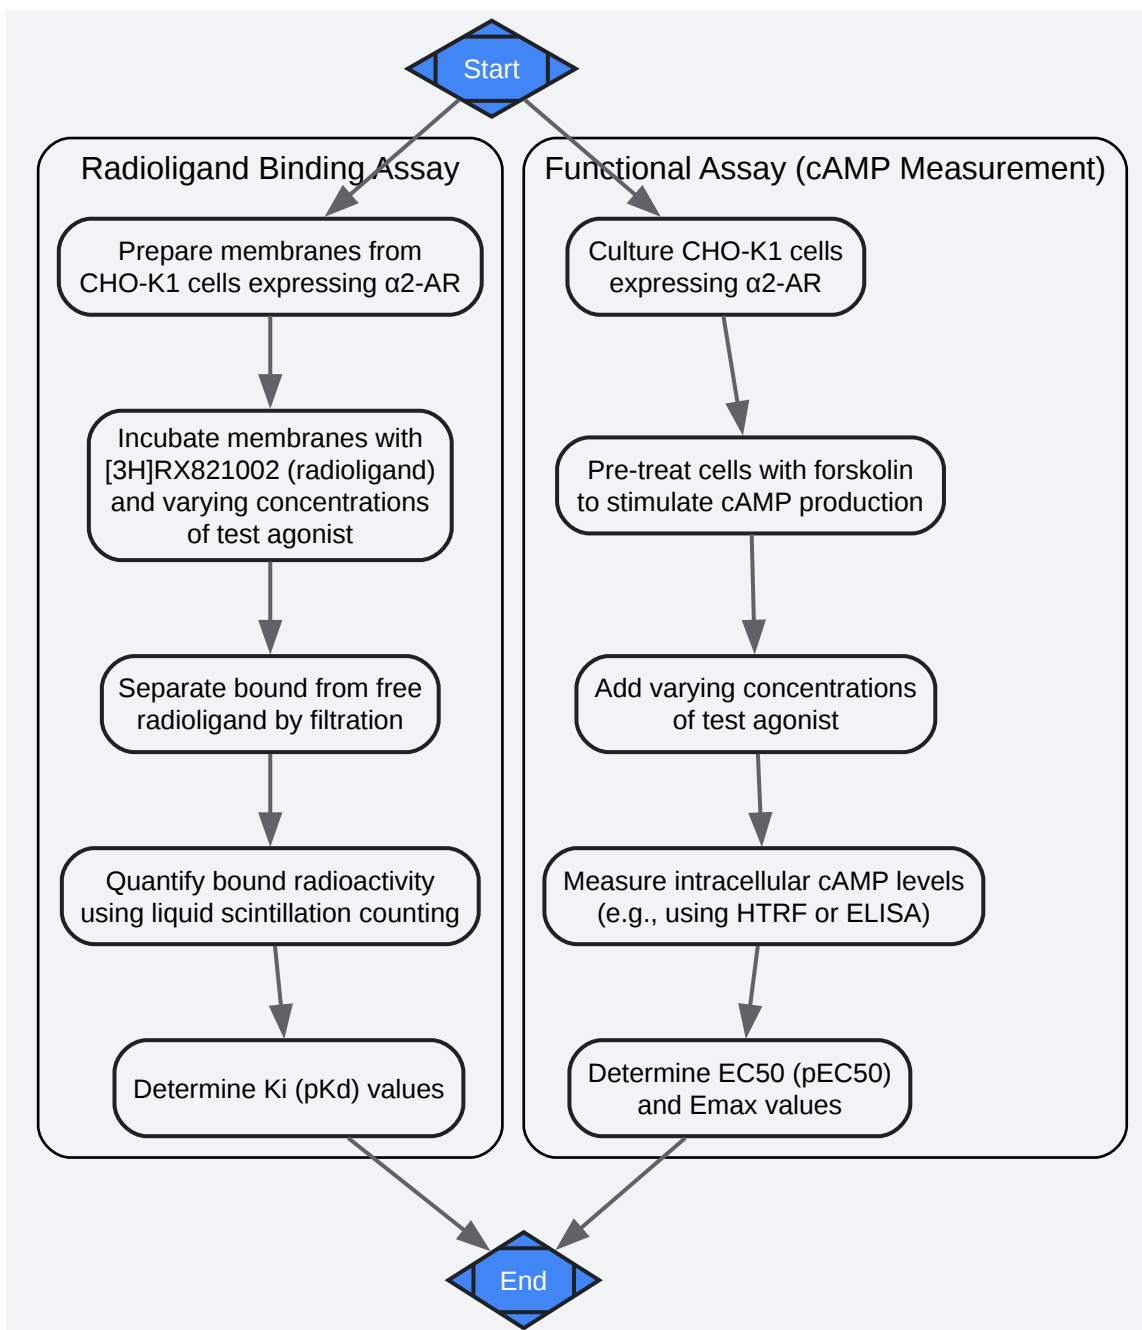 Start
Radioligand Binding Assay
Prepare membranes from
CHO-K1 cells expressing α2-AR
Incubate membranes with
[3H]RX821002 (radioligand)
and varying concentrations
of test agonist
Separate bound from free
radioligand by filtration
Quantify bound radioactivity
using liquid scintillation counting
Determine Ki (pKd) values
Functional Assay (cAMP Measurement)
Culture CHO-K1 cells
expressing α2-AR
Pre-treat cells with forskolin
to stimulate cAMP production
Add varying concentrations
of test agonist
Measure intracellular cAMP levels
(e.g., using HTRF or ELISA)
Determine EC50 (pEC50)
and Emax values
End